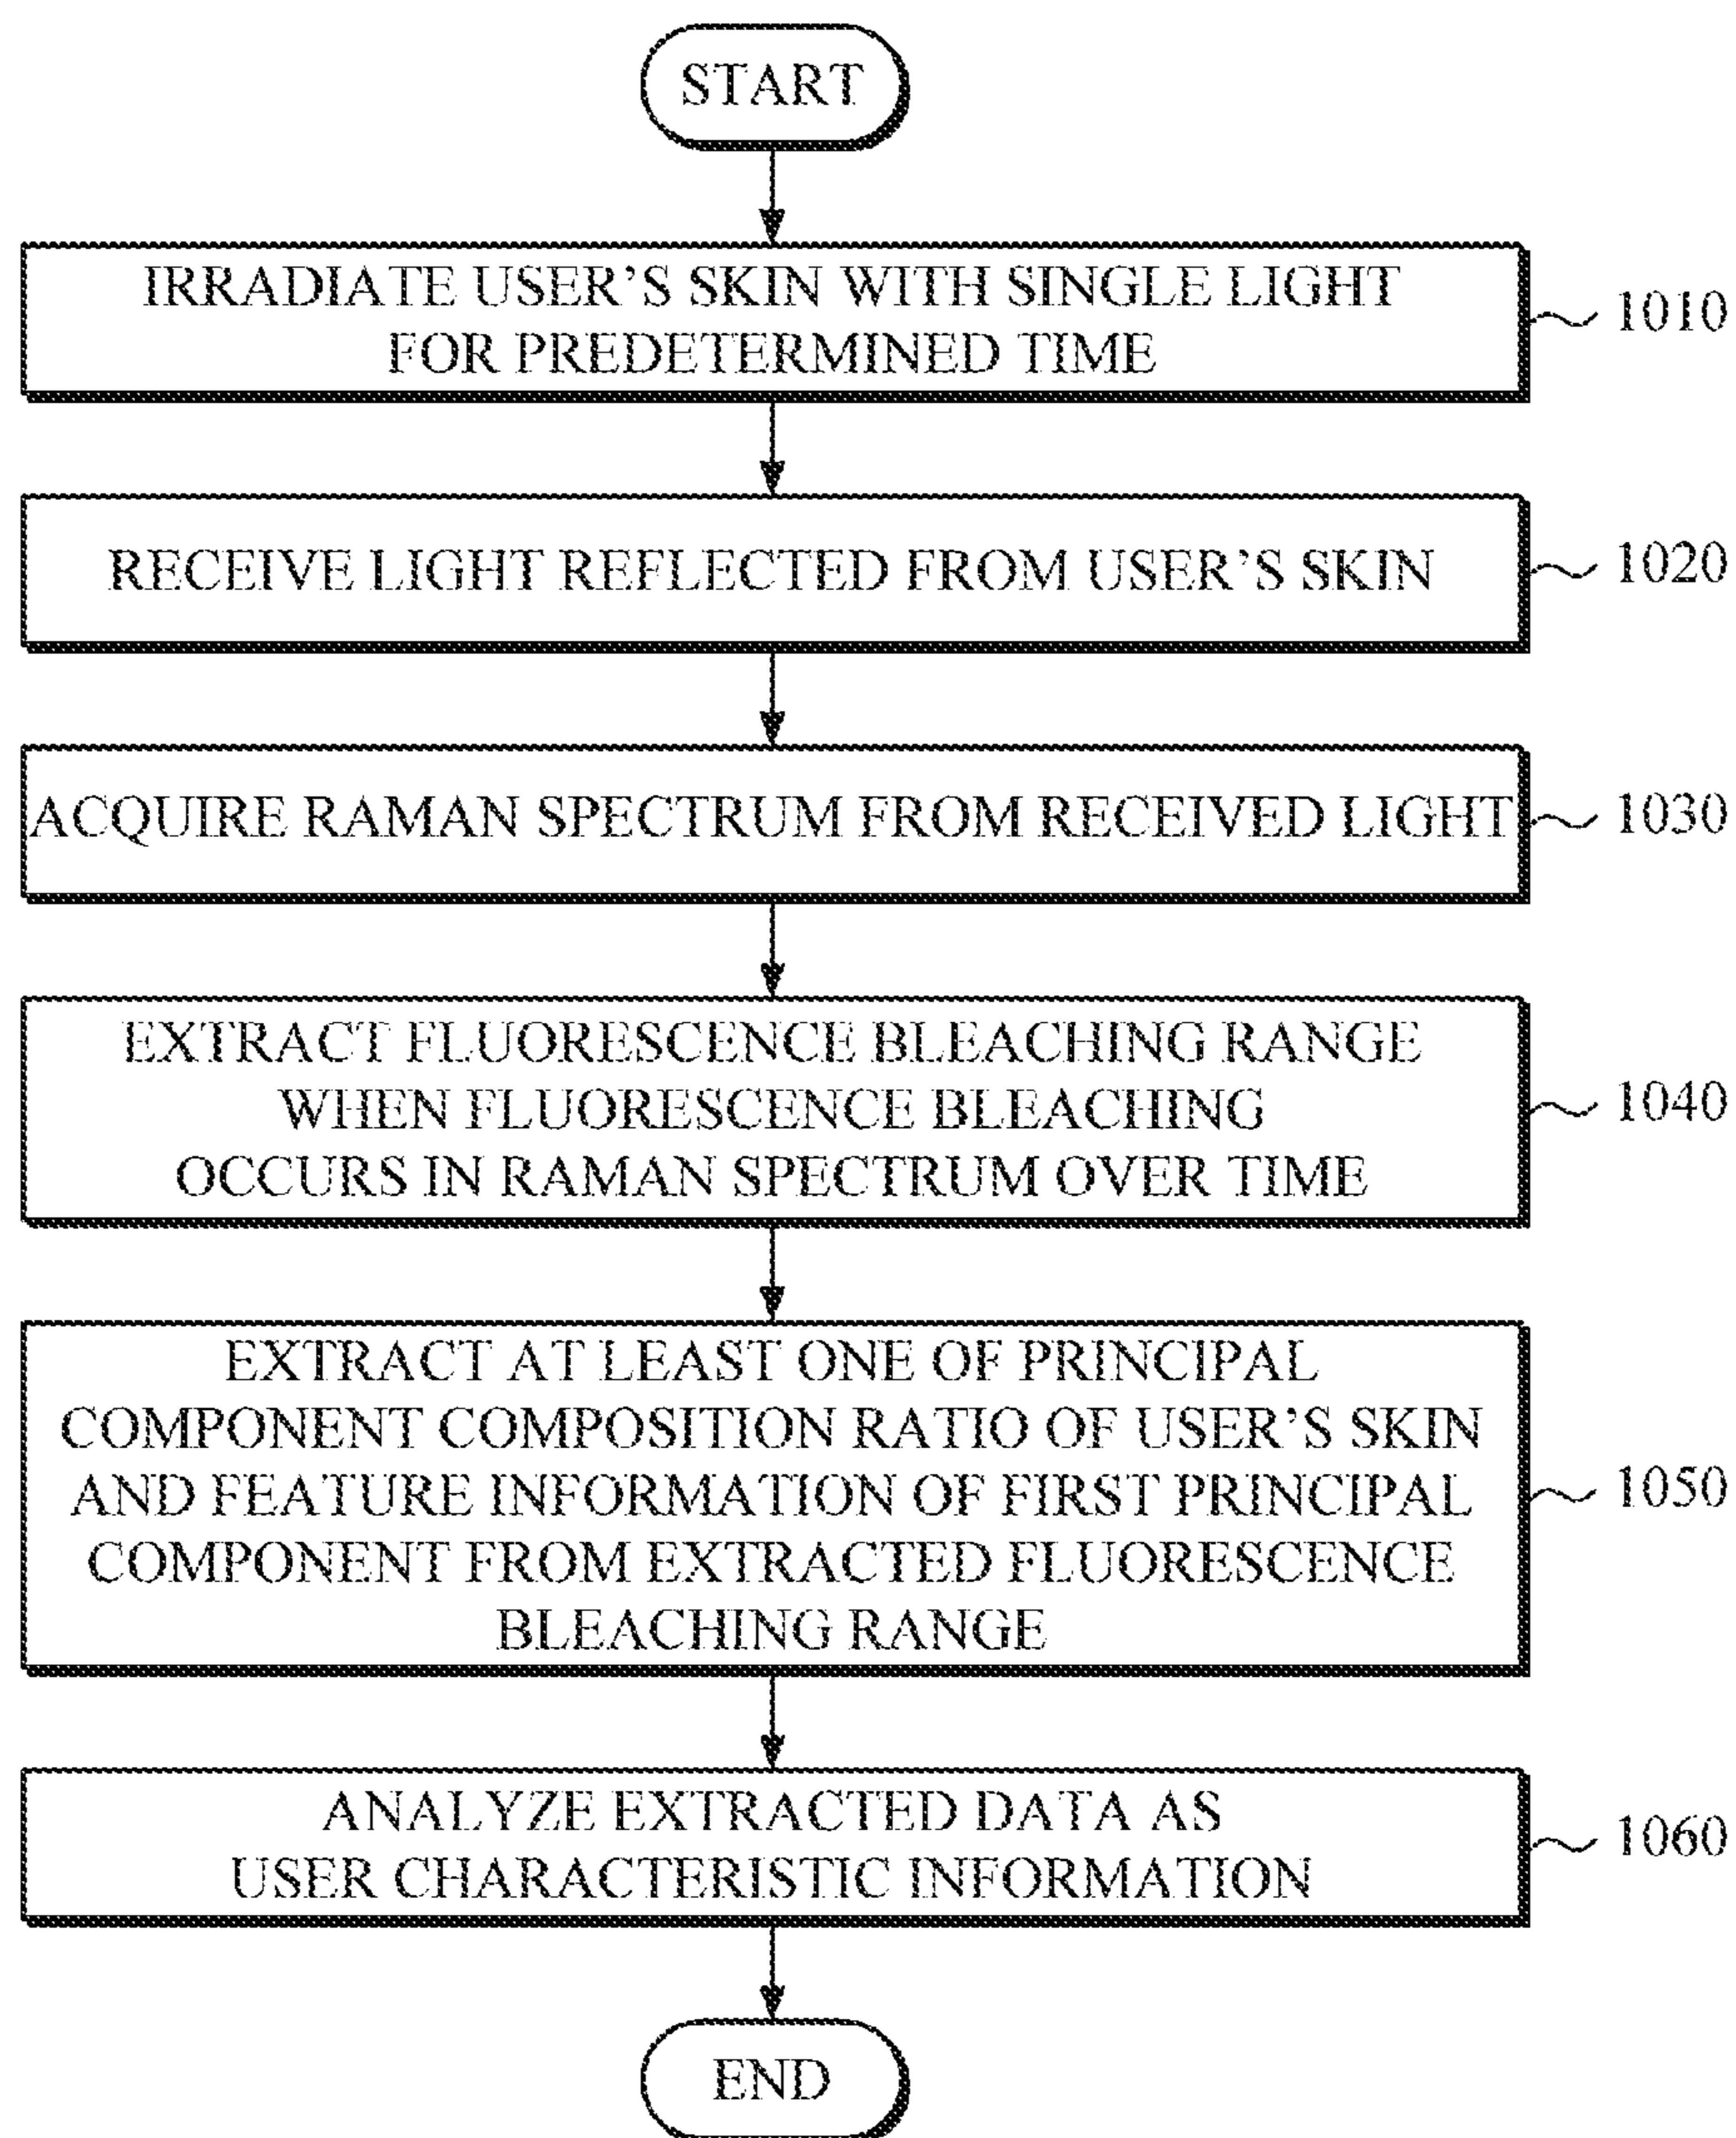 START
IRRADIATE USER'S SKIN WITH SINGLE LIGHT
FOR PREDETERMINED TIME
1010
RECEIVE LIGHT REFLECTED FROM USER'S SKIN
1020
ACQUIRE RAMAN SPECTRUM FROM RECEIVED LIGHT
1030
EXTRACT FLUORESCENCE BLEACHING RANGE
WHEN FLUORESCENCE BLEACHING
OCCURS IN RAMAN SPECTRUM OVER TIME
1040
EXTRACT AT LEAST ONE OF PRINCIPAL
COMPONENT COMPOSITION RATIO OF USER'S SKIN
AND FEATURE INFORMATION OF FIRST PRINCIPAL
COMPONENT FROM EXTRACTED FLUORESCENCE
BLEACHING RANGE
1050
ANALYZE EXTRACTED DATA AS
USER CHARACTERISTIC INFORMATION
1060
END